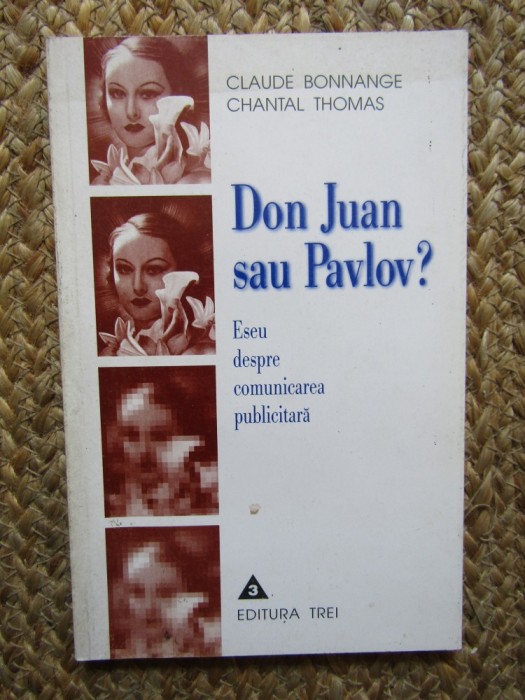 CLAUDE BONNANGE
CHANTAL THOMAS
Don Juan
sau Pavlov?
Eseu
despre
comunicarea
publicitară
3
EDITURA TREI